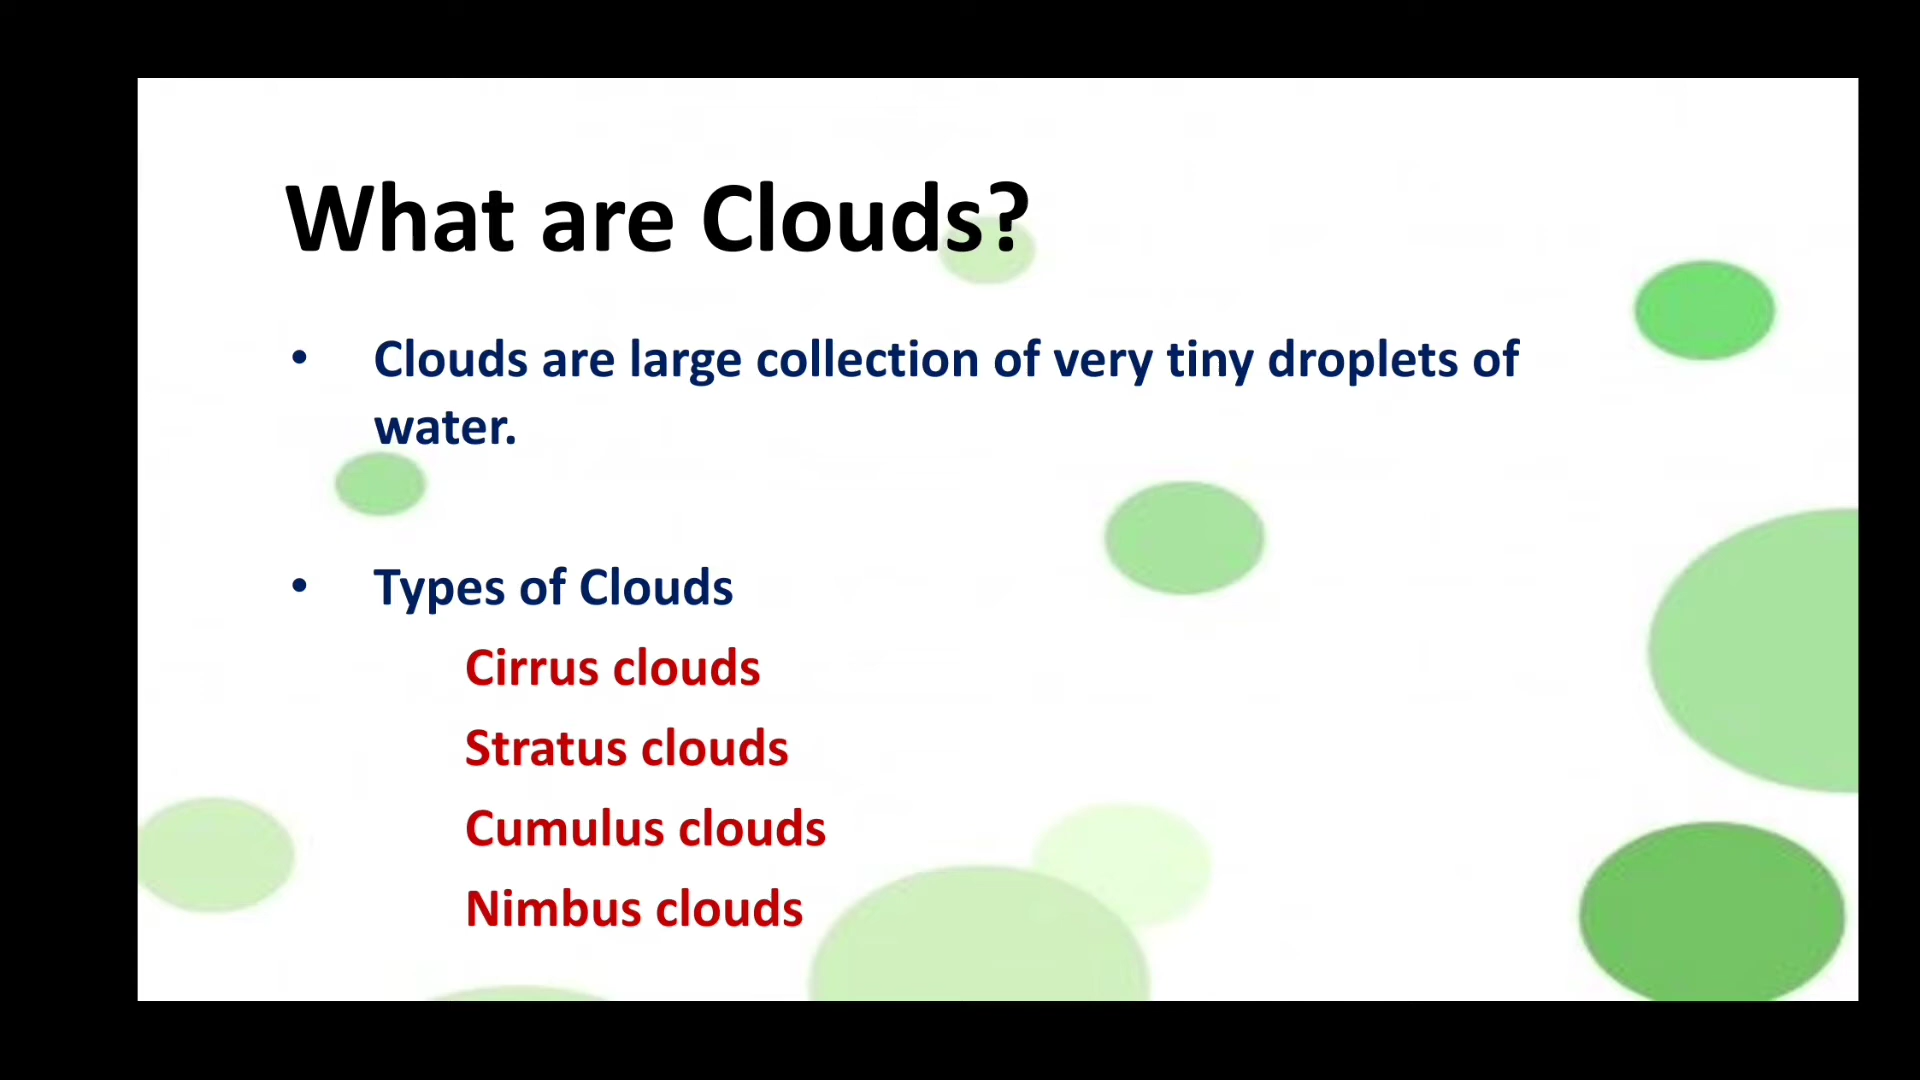 What are Clouds?
• Clouds are large collection of very tiny droplets of
water.
• Types of Clouds
Cirrus clouds
Stratus clouds
Cumulus clouds
Nimbus clouds